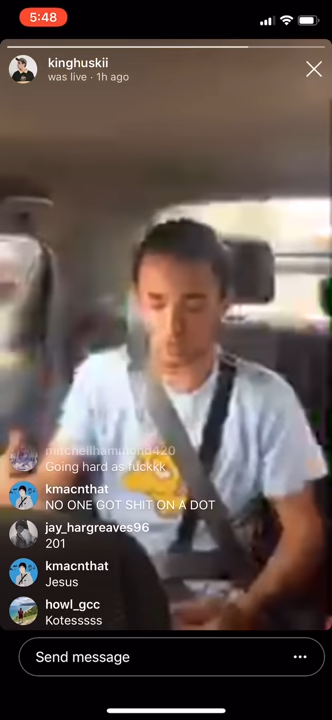 5:48
kinghuskii
was live · 1h ago
mitchellhammond420
Going hard as fuckkk
kmacnthat
NO ONE GOT SHIT ON A DOT
jay_hargreaves96
201
kmacnthat
Jesus
howl_gcc
Kotesssss
Send message